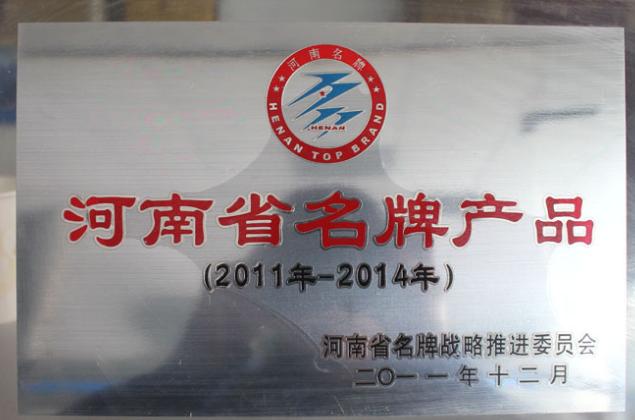 河南名牌
HENAN
HENAN TOP BRAND
河南省名牌产品
(2011年-2014年)
河南省名牌战略推进委员会
二〇一一年十二月